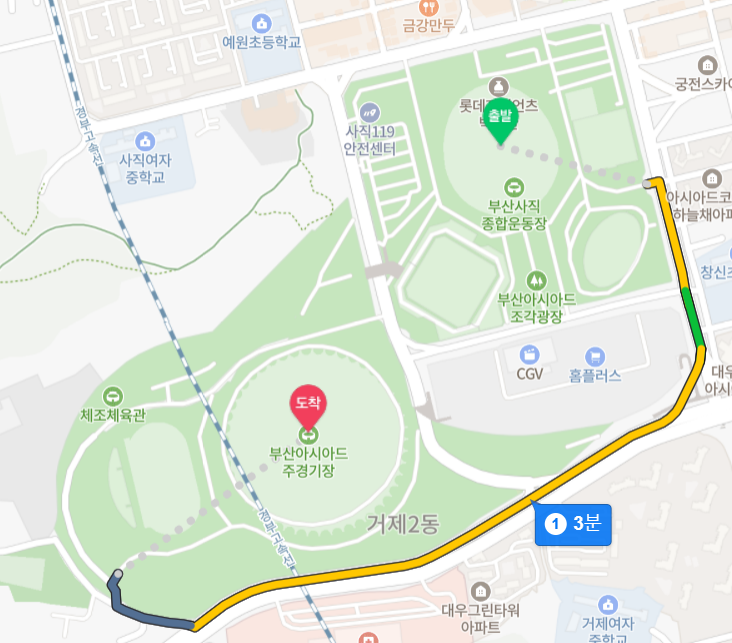 금강만두
예원초등학교
경부고속선
사직여자
중학교
사직119
안전센터
출발
궁전스카이
부산사직
종합운동장
아시아드코
하늘채아파
창신초
부산아시아드
조각광장
CGV
홈플러스
대우
아시아
체조체육관
도착
부산아시아드
주경기장
거제2동
경부고속선
1 3분
대우그린타워
아파트
거제여자
중학교